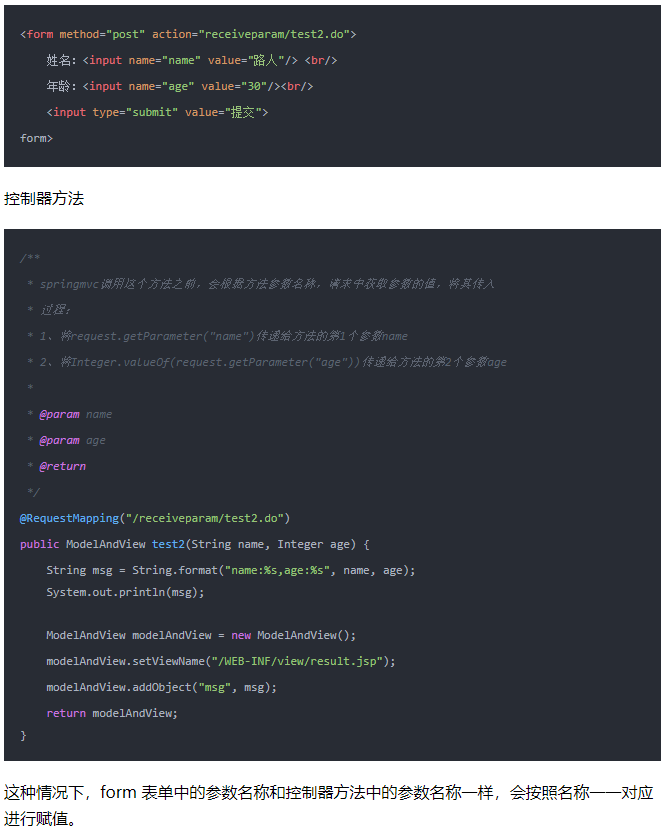 <form method="post" action="receiveparam/test2.do">
    姓名：<input name="name" value="路人"/> <br/>
    年龄：<input name="age" value="30"/><br/>
    <input type="submit" value="提交">
form>
控制器方法
/**
 * springmvc调用这个方法之前，会根据方法参数名称，请求中获取参数的值，将其传入
 * 过程：
 * 1、将request.getParameter("name")传递给方法的第1个参数name
 * 2、将Integer.valueOf(request.getParameter("age"))传递给方法的第2个参数age
 *
 * @param name
 * @param age
 * @return
 */
@RequestMapping("/receiveparam/test2.do")
public ModelAndView test2(String name, Integer age) {
    String msg = String.format("name:%s,age:%s", name, age);
    System.out.println(msg);
    ModelAndView modelAndView = new ModelAndView();
    modelAndView.setViewName("/WEB-INF/view/result.jsp");
    modelAndView.addObject("msg", msg);
    return modelAndView;
}
这种情况下，form 表单中的参数名称和控制器方法中的参数名称一样，会按照名称一一对应
进行赋值。